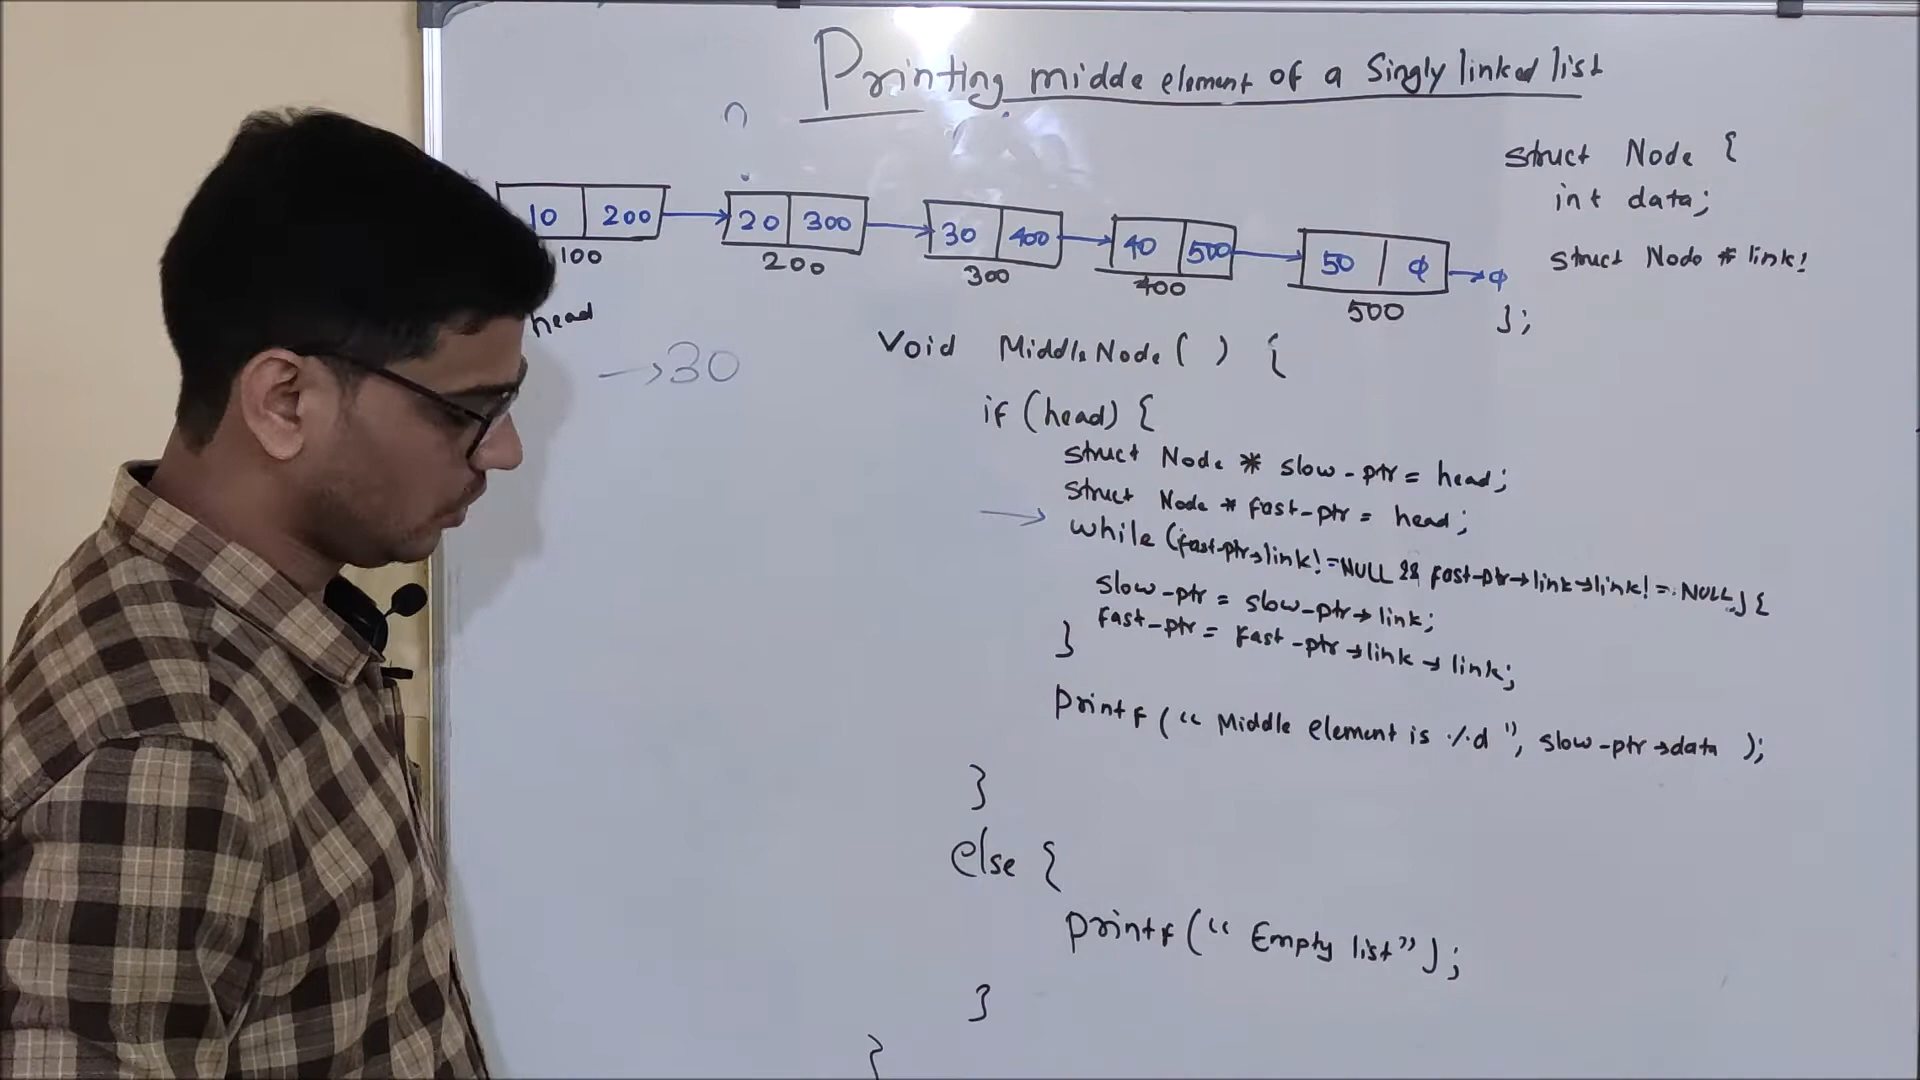 Printing midde element of a Singly linked list
struct Node {
int data;
struct Node * link;
};
10 200 20 300 30 400 40 500 50 ϕ ϕ
100 200 300 400 500
head
→30
Void MiddleNode ( ) {
if (head) {
struct Node * slow-ptr = head;
struct Node * fast-ptr = head;
while (fast-ptr→link!=NULL && fast-ptr→link→link!=NULL) {
slow-ptr = slow-ptr→link;
fast-ptr = fast-ptr→link→link;
}
printf (“ Middle element is %d ”, slow-ptr→data );
}
else {
printf (“ Empty list”);
}
}